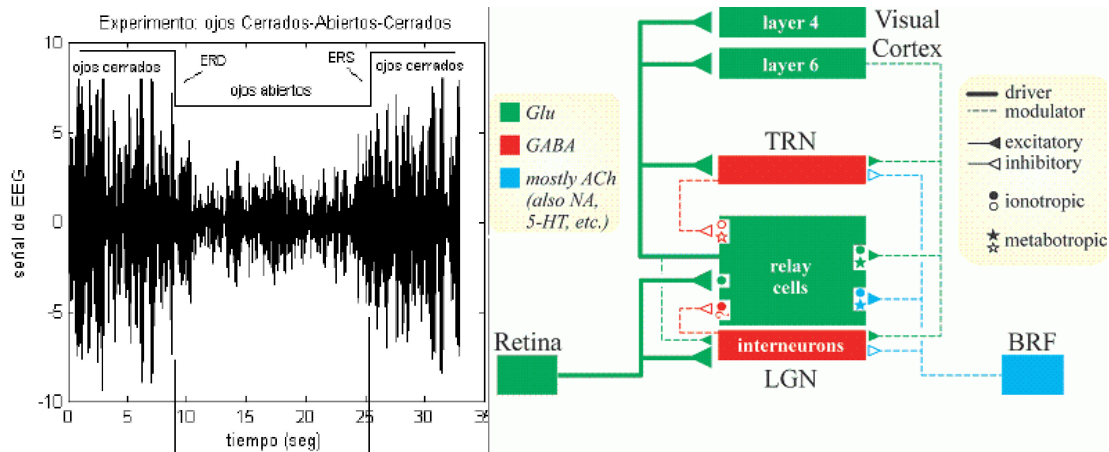 Experimento: ojos Cerrados-Abiertos-Cerrados
10
5
0
-5
-10
señal de EEG
ojos cerrados
ERD
ERS
ojos cerrados
ojos abiertos
0 5 10 15 20 25 30 35
tiempo (seg)
layer 4
layer 6
Visual
Cortex
Glu
GABA
mostly ACh
(also NA,
5-HT, etc.)
TRN
relay
cells
?
interneurons
LGN
Retina
BRF
driver
modulator
excitatory
inhibitory
ionotropic
metabotropic